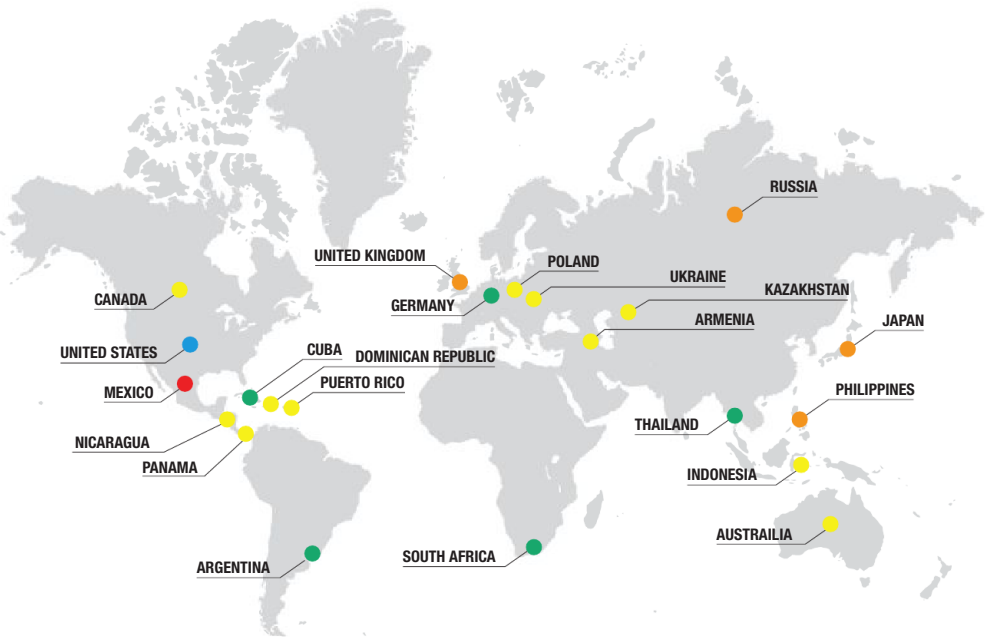 RUSSIA
UNITED KINGDOM
POLAND
UKRAINE
CANADA
GERMANY
KAZAKHSTAN
ARMENIA
JAPAN
UNITED STATES
CUBA
DOMINICAN REPUBLIC
MEXICO
PUERTO RICO
PHILIPPINES
THAILAND
NICARAGUA
PANAMA
INDONESIA
AUSTRAILIA
SOUTH AFRICA
ARGENTINA